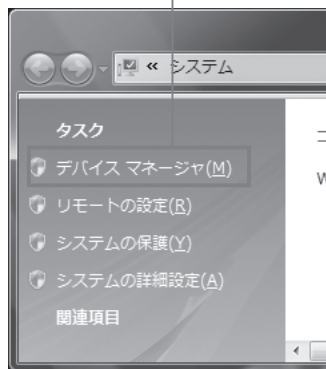 « システム
タスク
デバイス マネージャ(M)
リモートの設定(R)
システムの保護(Y)
システムの詳細設定(A)
関連項目